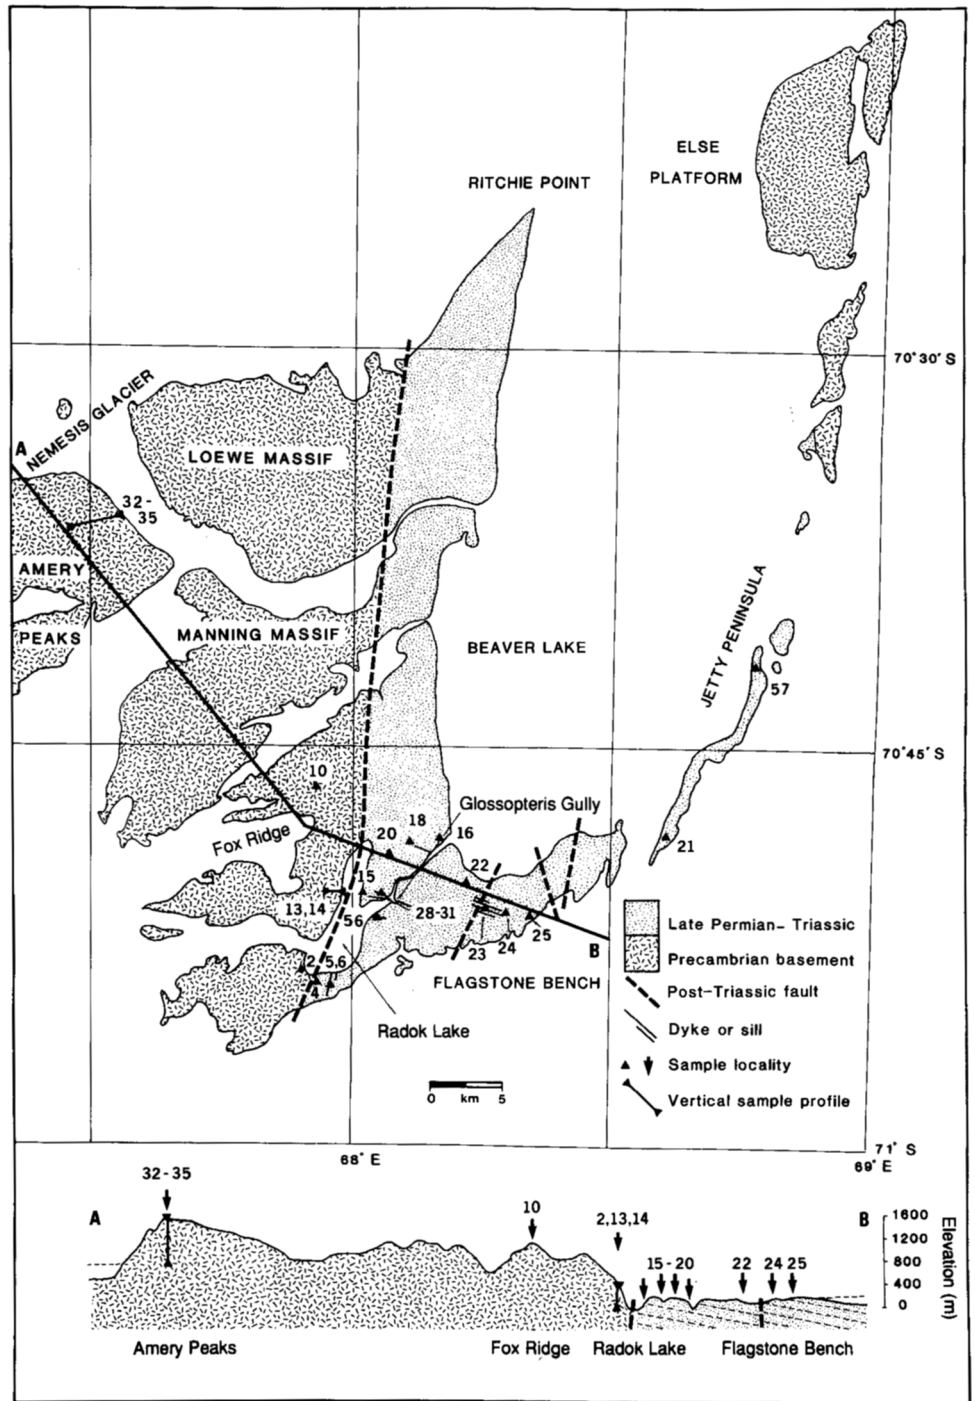 ELSE
PLATFORM
RITCHIE POINT
70°30' S
NEMESIS GLACIER
A
LOEWE MASSIF
32-
35
AMERY
PEAKS
MANNING MASSIF
BEAVER LAKE
JETTY PENINSULA
57
70°45' S
10
Glossopteris Gully
Fox Ridge
18
16
20
21
22
15
13,14
56
28-31
25
24
23
B
2
5,6
4
FLAGSTONE BENCH
Radok Lake
Late Permian- Triassic
Precambrian basement
Post-Triassic fault
Dyke or sill
Sample locality
Vertical sample profile
0 km 5
71° S
68° E
69° E
32-35
A
10
2,13,14
B
15-20
22
24
25
1600
1200
800
400
0
Elevation (m)
Amery Peaks
Fox Ridge
Radok Lake
Flagstone Bench